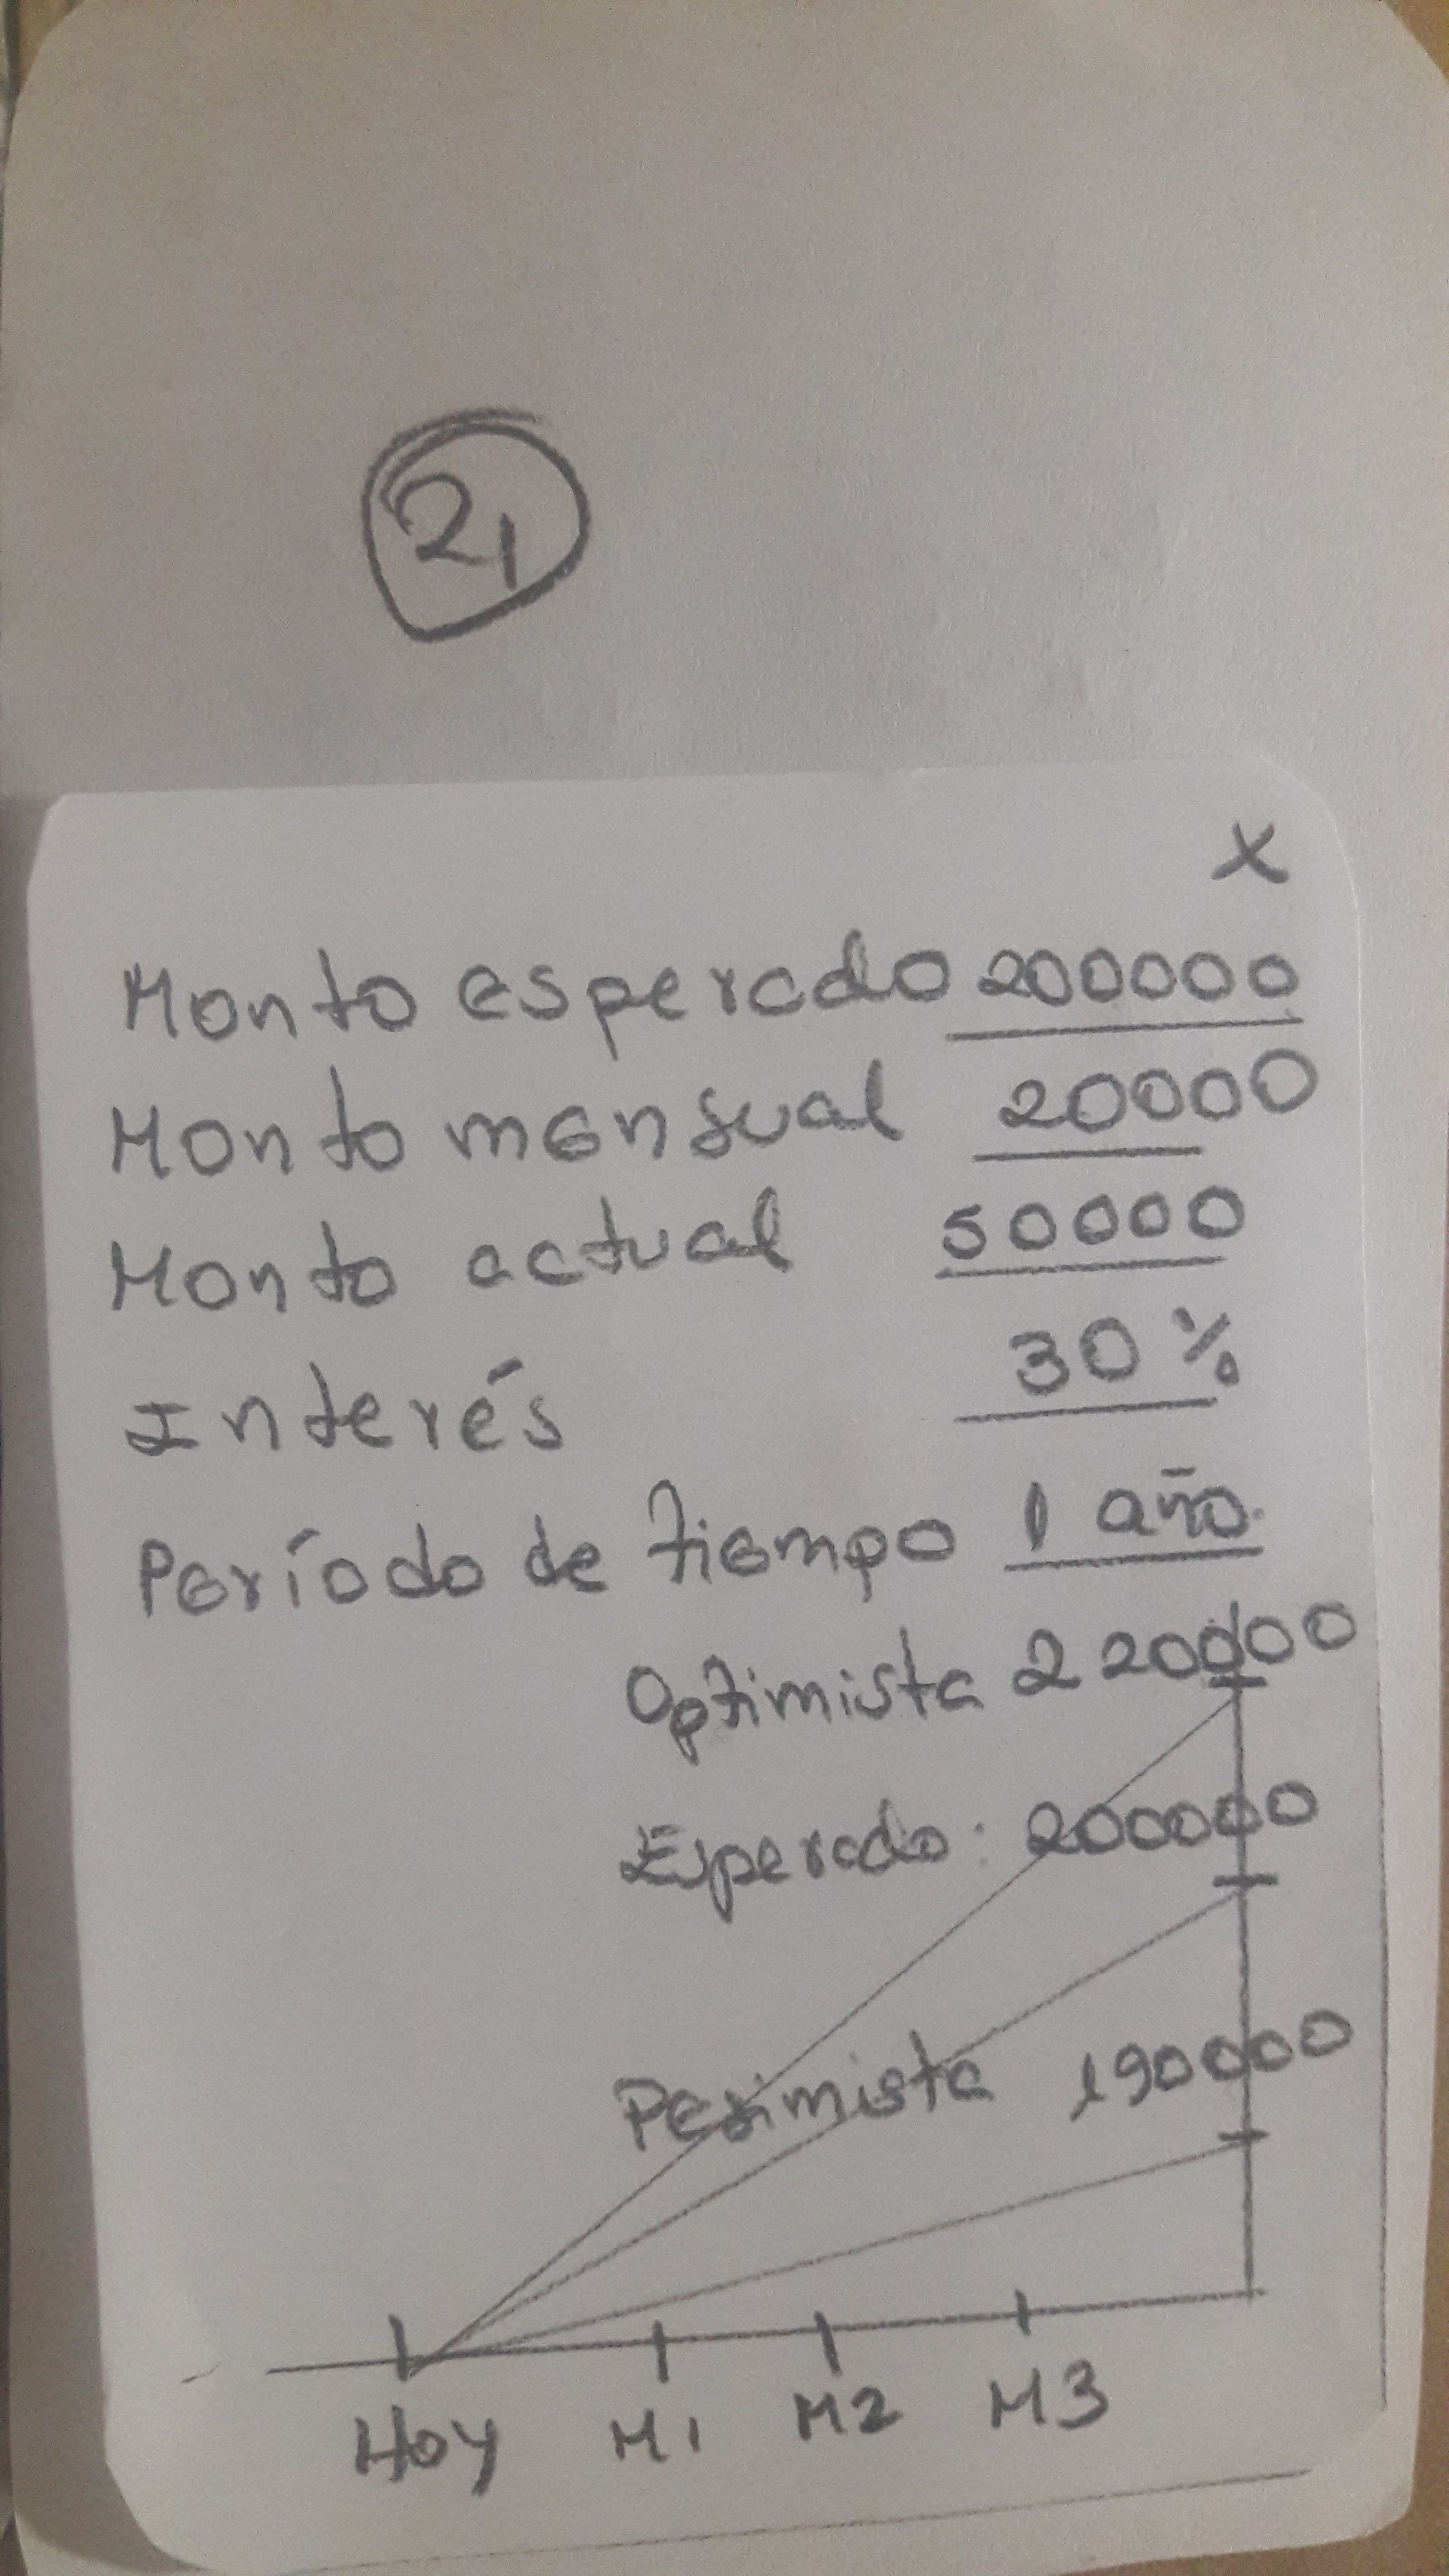 21
X
Monto esperado 200000
Monto mensual 20000
Monto actual 50000
Interés 30%
Período de tiempo 1 año.
Optimista 220000
Esperado: 200000
Pesimista 190000
Hoy M1 M2 M3